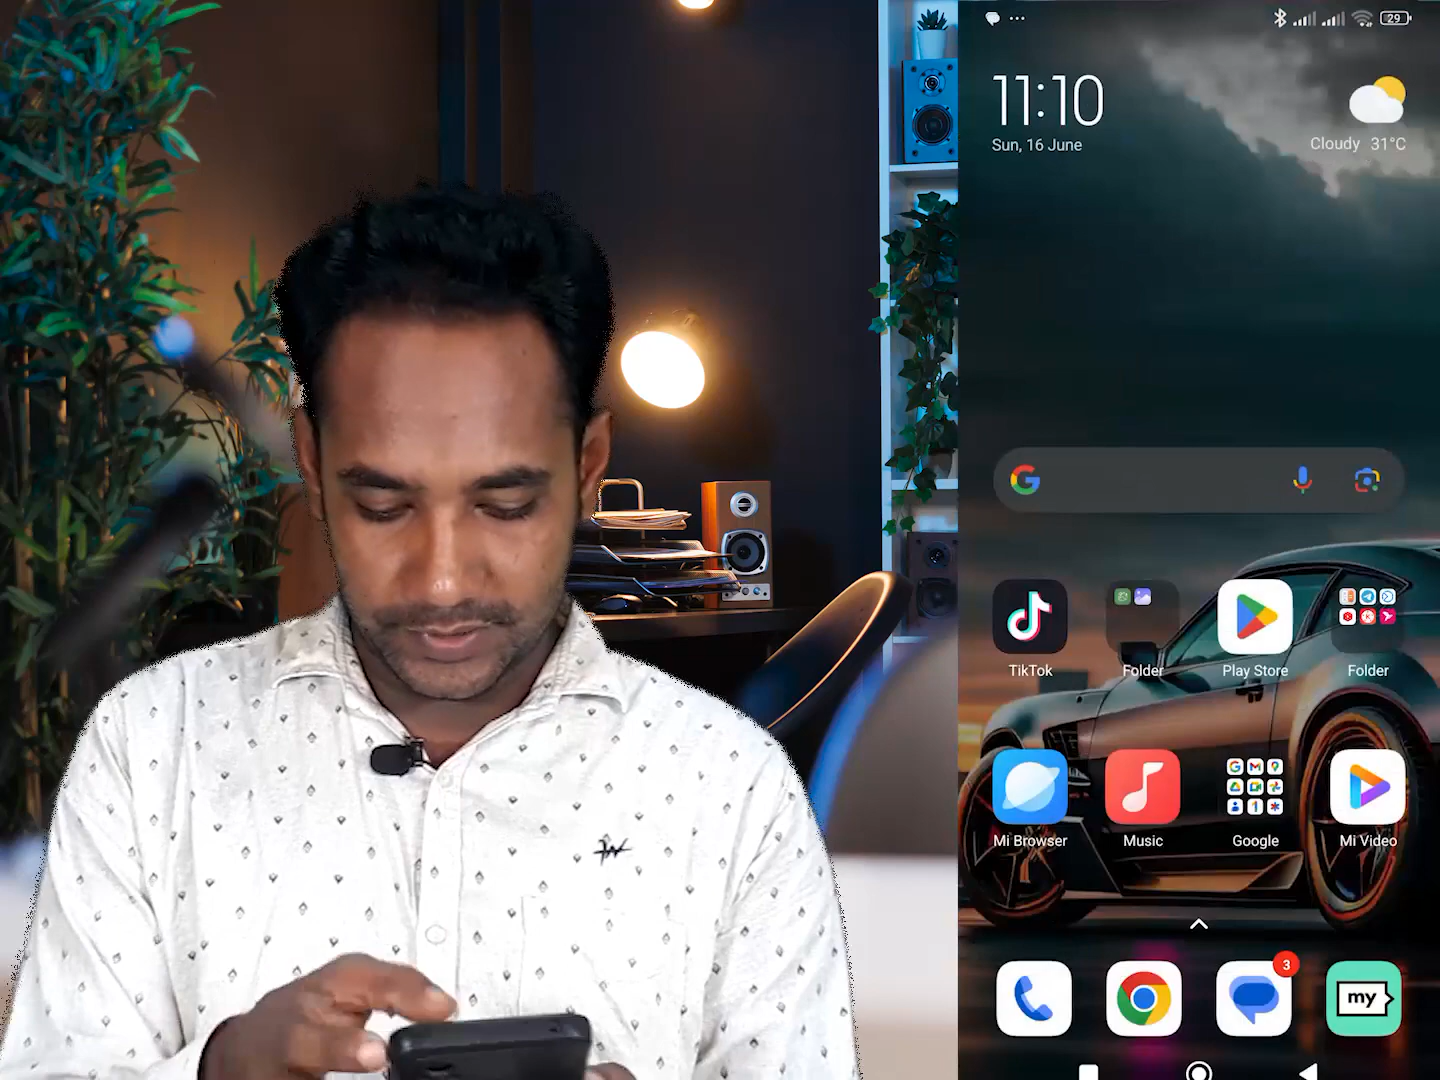 29
11:10
Sun, 16 June
Cloudy 31°C
TikTok
Folder
Play Store
Folder
Mi Browser
Music
Google
Mi Video
3
my